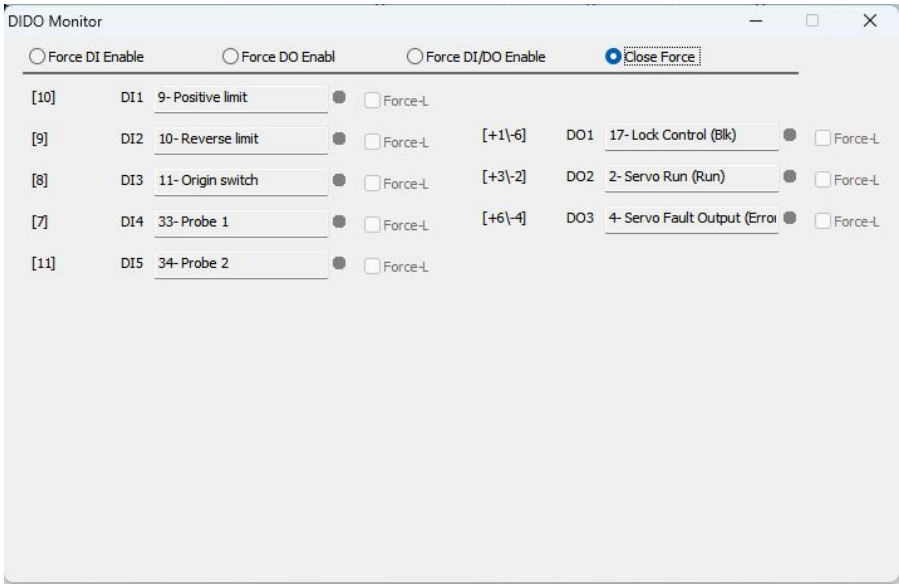 DIDO Monitor
Force DI Enable Force DO Enabl Force DI/DO Enable Close Force
[10] DI1 9- Positive limit Force-L
[9] DI2 10- Reverse limit Force-L [+1\-6] DO1 17- Lock Control (Blk) Force-L
[8] DI3 11- Origin switch Force-L [+3\-2] DO2 2- Servo Run (Run) Force-L
[7] DI4 33- Probe 1 Force-L [+6\-4] DO3 4- Servo Fault Output (Error Force-L
[11] DI5 34- Probe 2 Force-L